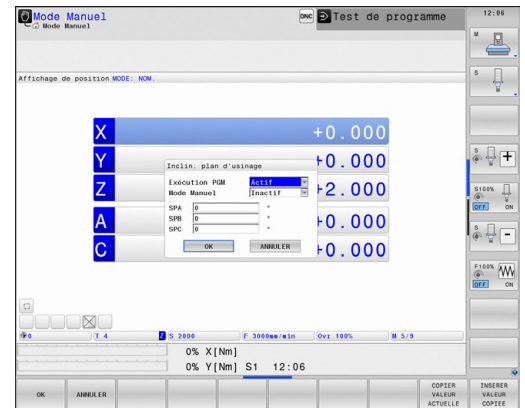 Mode Manuel
Mode Manuel
DNC
Test de programme
12:06
Affichage de position MODE: NOM.
M
S
X +0.000
Y +0.000
Z +2.000
A +0.000
C +0.000
Inclin. plan d'usinage
Exécution PGM Actif
Mode Manuel Inactif
SPA 0 °
SPB 0 °
SPC 0 °
OK ANNULER
S
S100%
OFF ON
S
F100% W
OFF ON
0 T 4 Z S 2000 F 3000mm/min Ovr 100% M 5/9
0% X[Nm]
0% Y[Nm] S1 12:06
OK
ANNULER
COPIER
VALEUR
ACTUELLE
INSERER
VALEUR
COPIEE